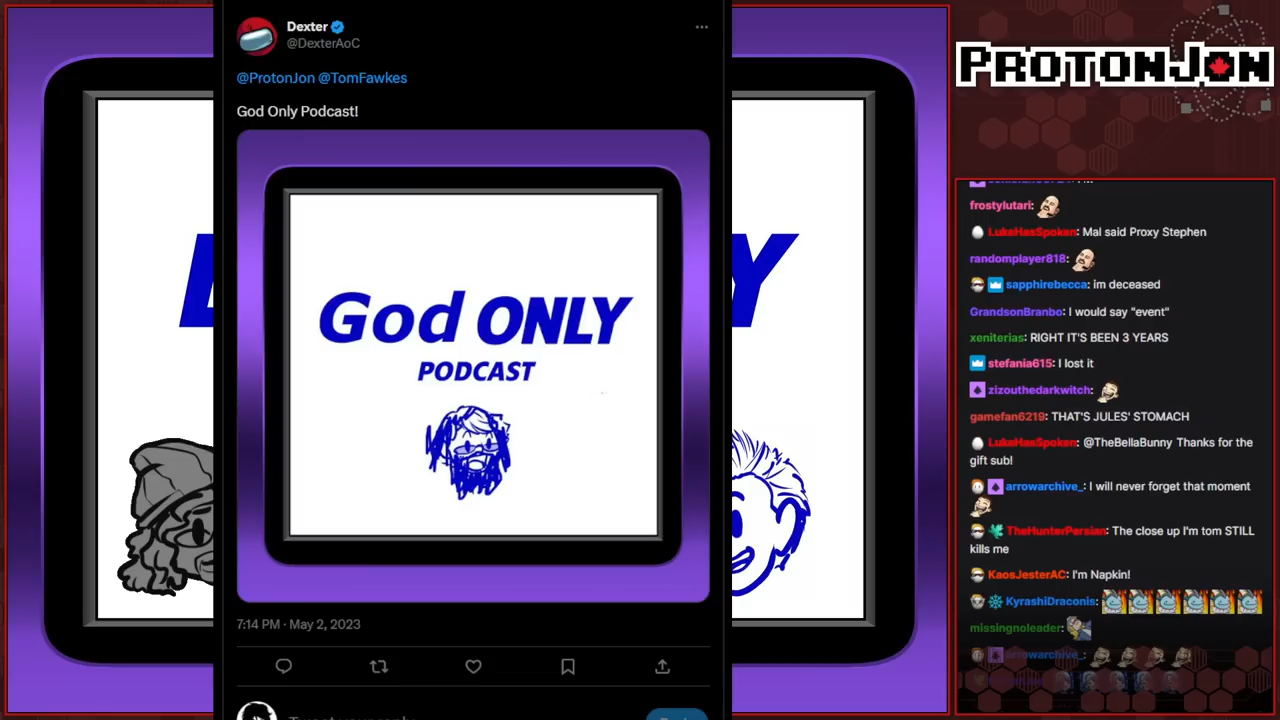 Dexter
@DexterAoC
@ProtonJon @TomFawkes
God Only Podcast!
God ONLY
PODCAST
7:14 PM · May 2, 2023
Y
PROTONJON
frostylutari:
LukeHasSpoken: Mal said Proxy Stephen
randomplayer818:
sapphirebecca: im deceased
GrandsonBranbo: I would say "event"
xeniterias: RIGHT IT'S BEEN 3 YEARS
stefania615: I lost it
zizouthedarkwitch:
gamefan6219: THAT'S JULES' STOMACH
LukeHasSpoken: @TheBellaBunny Thanks for the
gift sub!
arrowarchive_: I will never forget that moment
TheHunterPersian: The close up I'm tom STILL
kills me
KaosJesterAC: I'm Napkin!
KyrashiDraconis:
missingnoleader:
arrowarchive_: